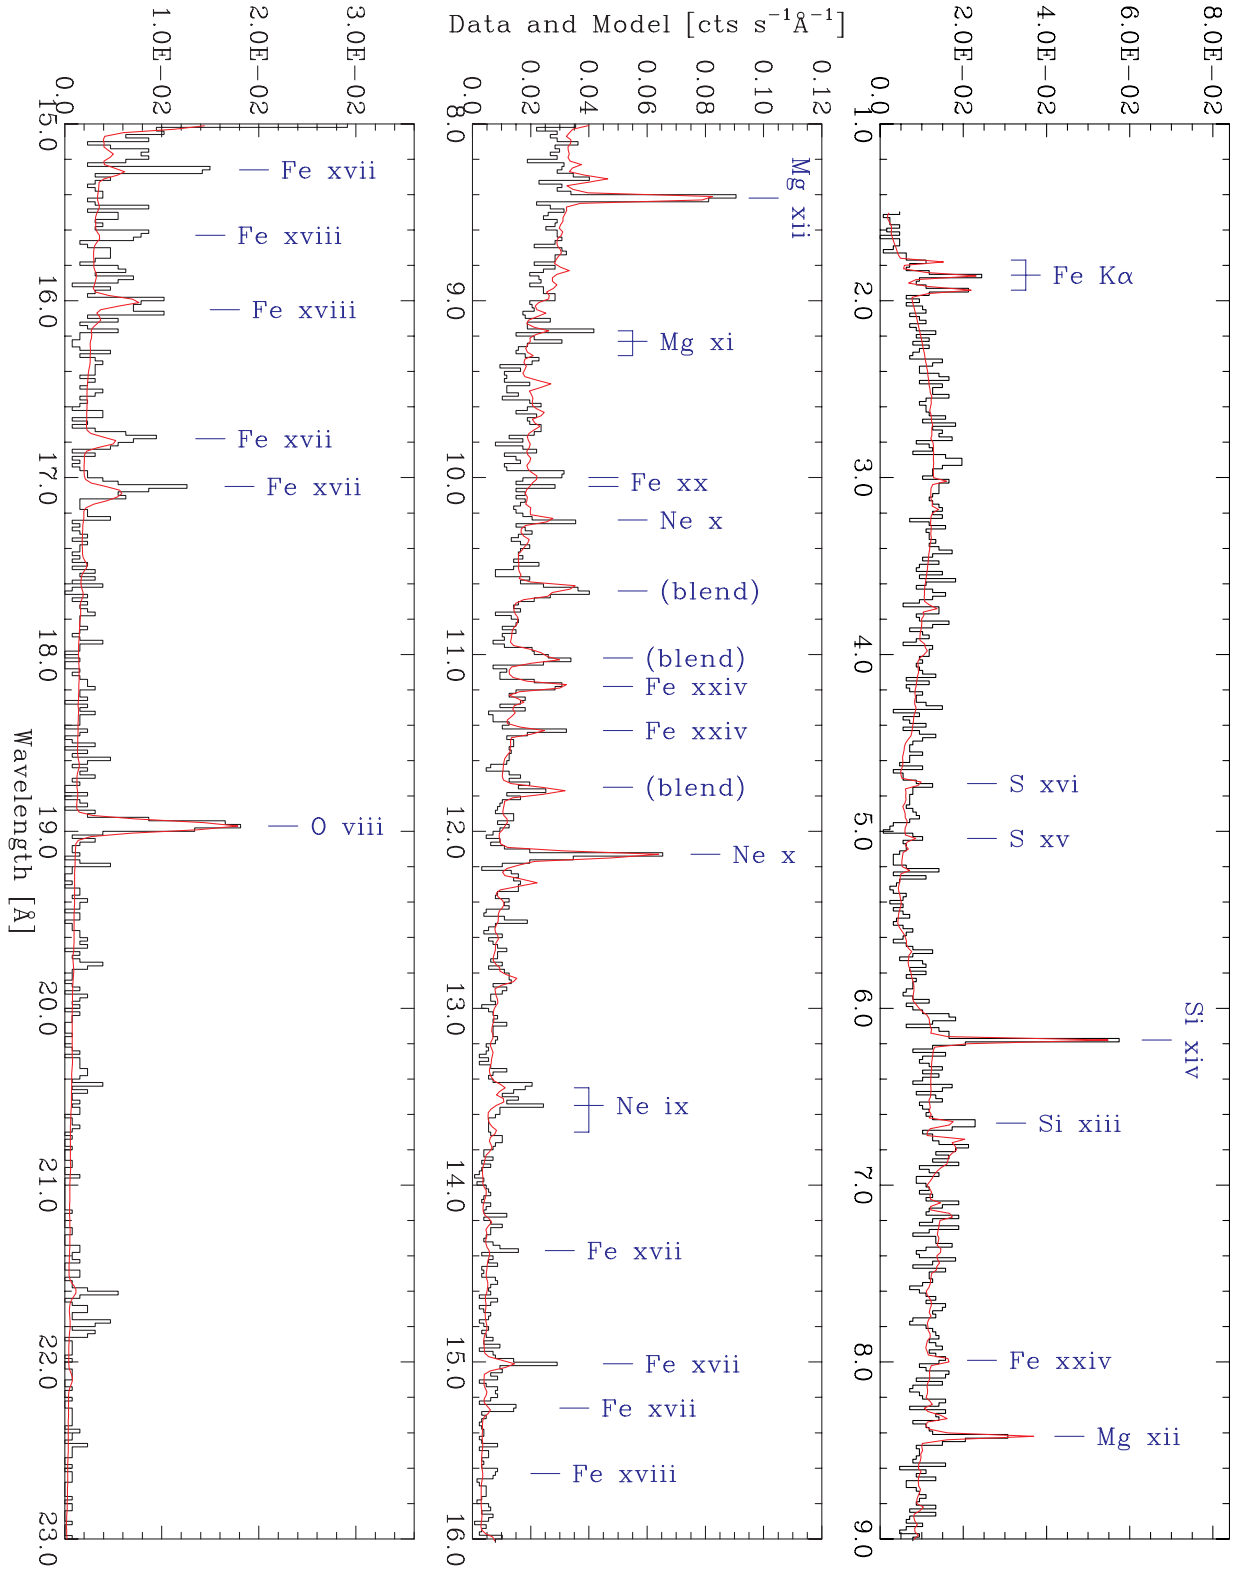 8.0E−02
6.0E−02
4.0E−02
2.0E−02
0.0
1.0
2.0
3.0
4.0
5.0
6.0
7.0
8.0
9.0
Fe Kα
S xvi
S xv
Si xiv
Si xiii
Fe xxiv
Mg xii
Data and Model [cts s⁻¹Å⁻¹]
0.12
0.10
0.08
0.06
0.04
0.02
0.0
8.0
9.0
10.0
11.0
12.0
13.0
14.0
15.0
16.0
Mg xii
Mg xi
Fe xx
Ne x
(blend)
(blend)
Fe xxiv
Fe xxiv
(blend)
Ne x
Ne ix
Fe xvii
Fe xvii
Fe xvii
Fe xviii
3.0E−02
2.0E−02
1.0E−02
0.0
15.0
16.0
17.0
18.0
19.0
20.0
21.0
22.0
23.0
Fe xvii
Fe xviii
Fe xviii
Fe xvii
Fe xvii
O viii
Wavelength [Å]